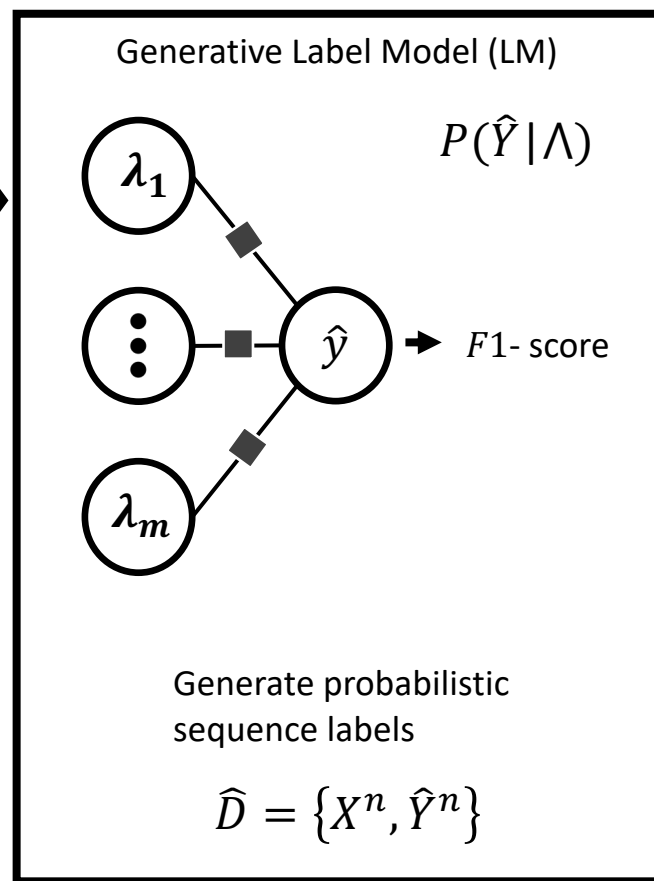 Generative Label Model (LM)
P(Ŷ|⋀)
λ₁
ŷ
F1- score
λₘ
Generate probabilistic
sequence labels
D̂ = {Xⁿ, Ŷⁿ}